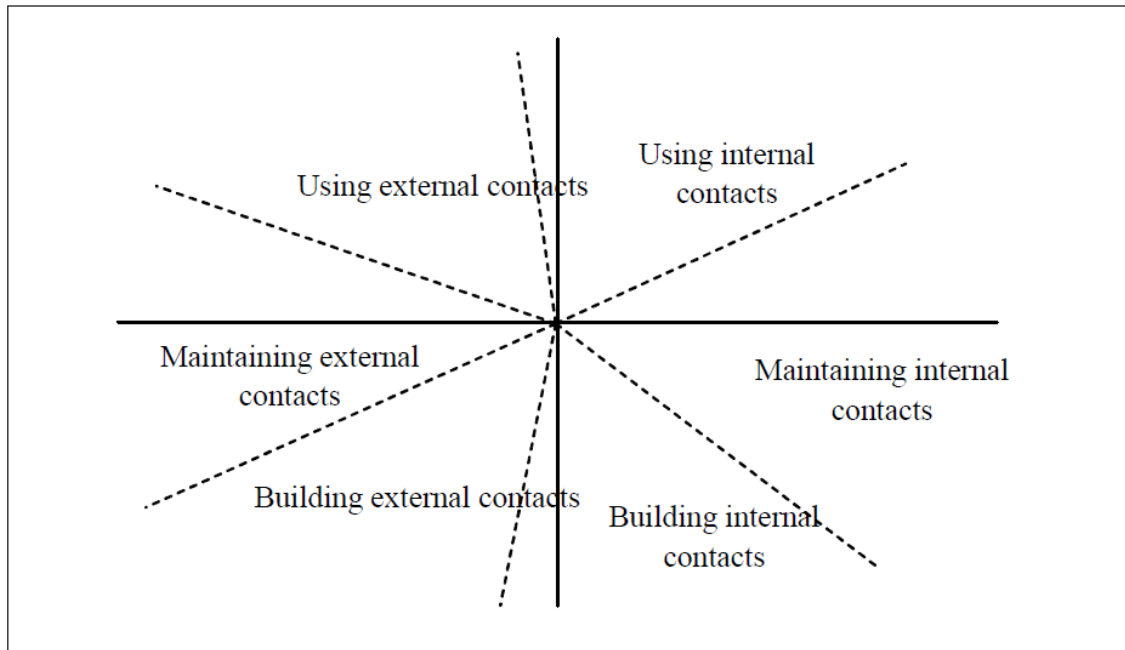 Using external contacts
Using internal
contacts
Maintaining external
contacts
Maintaining internal
contacts
Building external contacts
Building internal
contacts